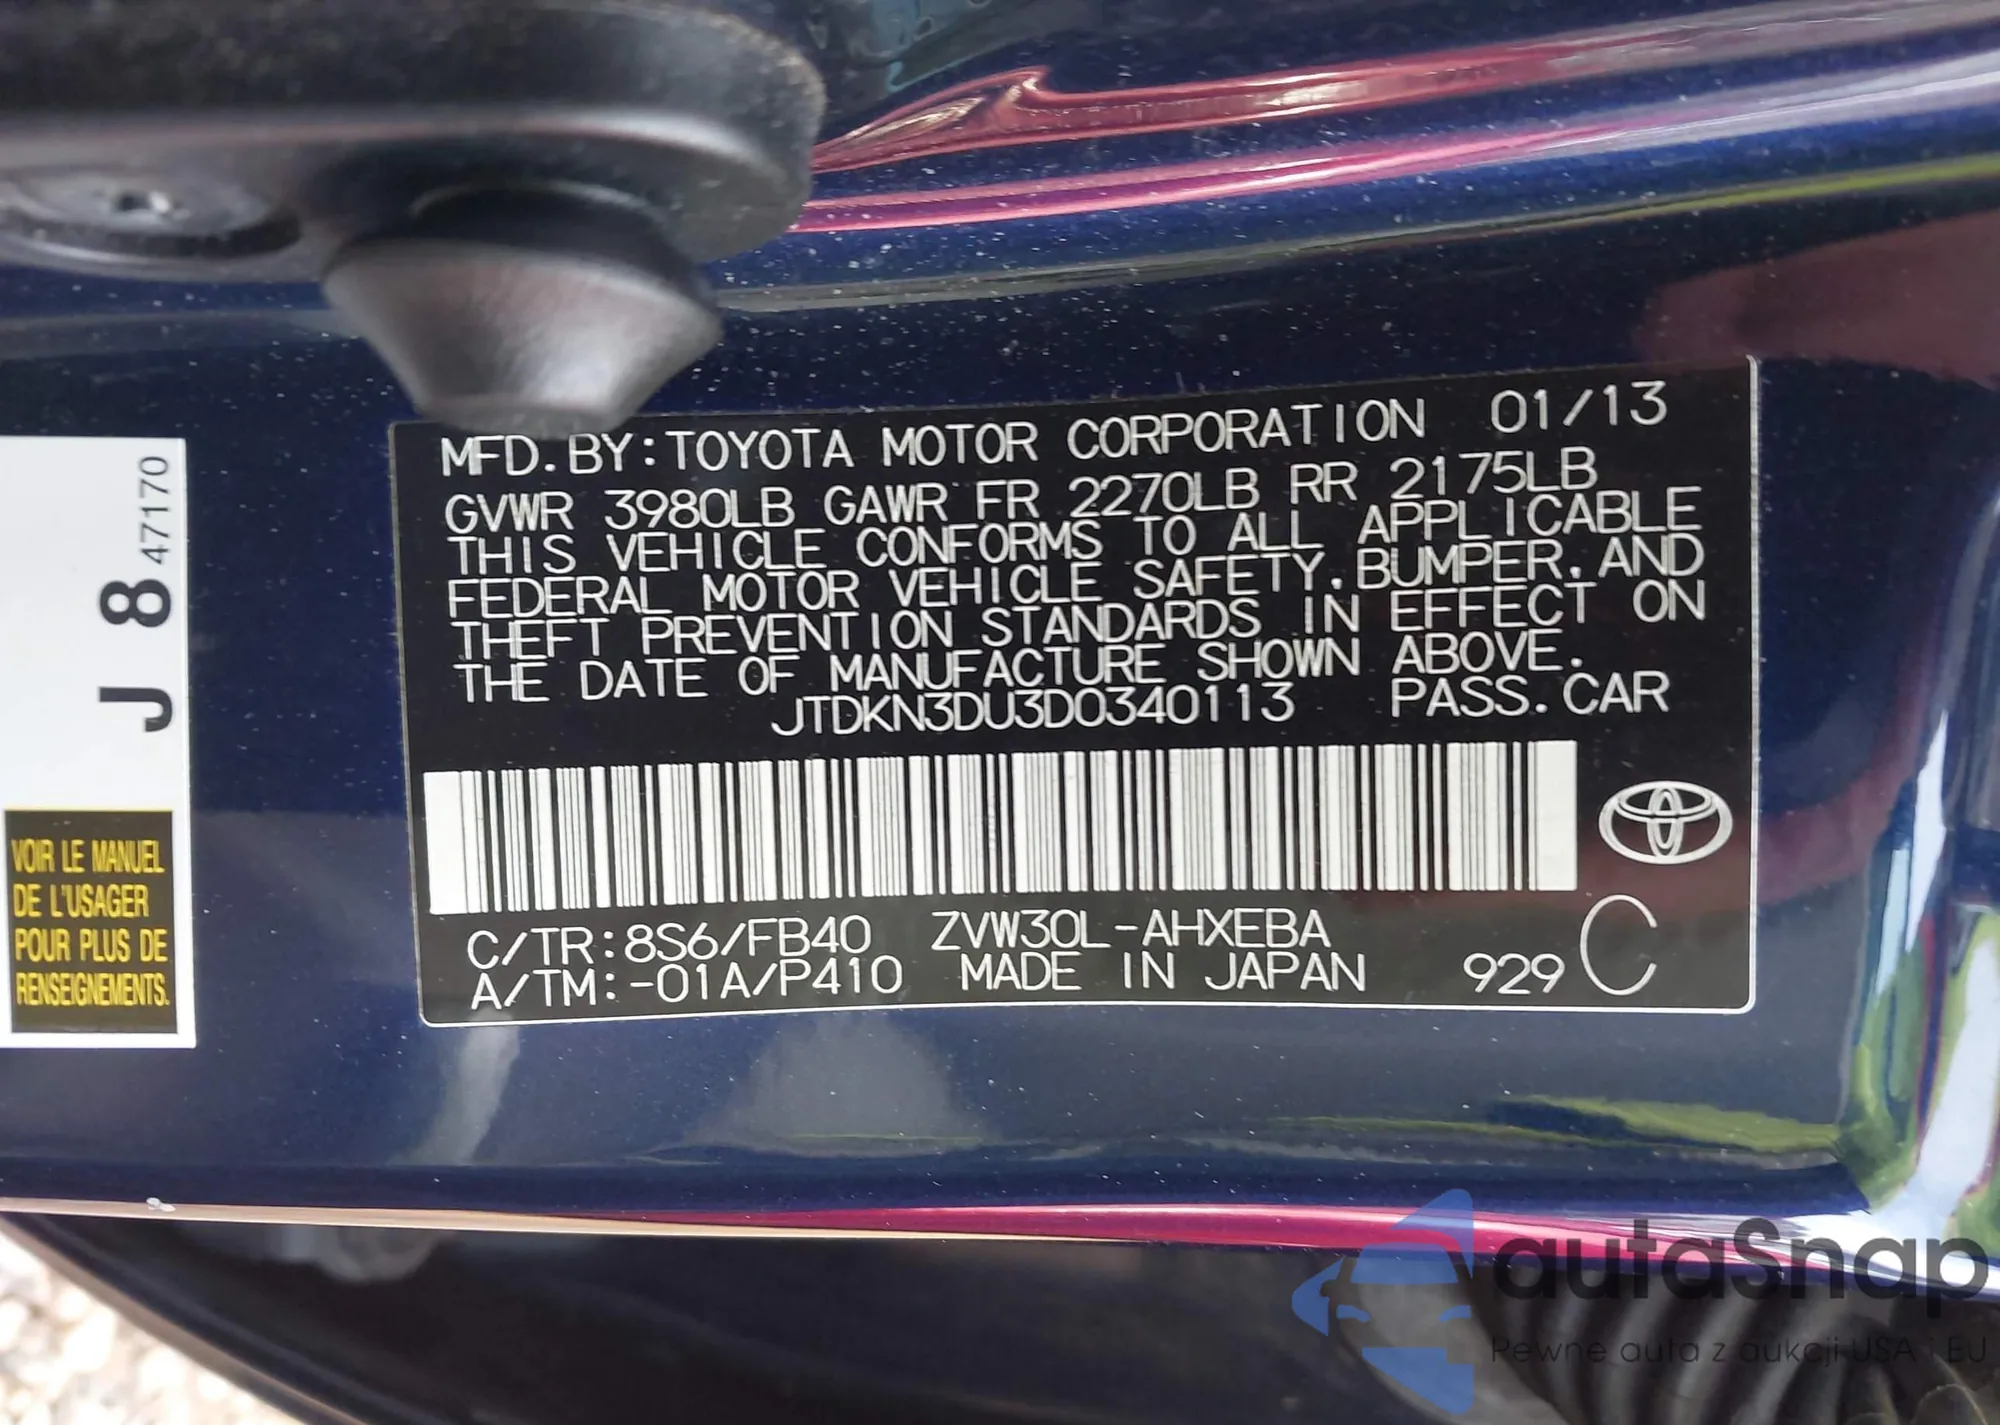 MFD.BY:TOYOTA MOTOR CORPORATION 01/13
GVWR 3980LB GAWR FR 2270LB RR 2175LB
THIS VEHICLE CONFORMS TO ALL APPLICABLE
FEDERAL MOTOR VEHICLE SAFETY,BUMPER,AND
THEFT PREVENTION STANDARDS IN EFFECT ON
THE DATE OF MANUFACTURE SHOWN ABOVE.
JTDKN3DU3D0340113 PASS.CAR
C/TR:8S6/FB40 ZVW30L-AHXEBA
A/TM:-01A/P410 MADE IN JAPAN 929 C
J 8 47170
VOIR LE MANUEL
DE L'USAGER
POUR PLUS DE
RENSEIGNEMENTS.
autaSnap
Pewne auta z aukcji USA i EU